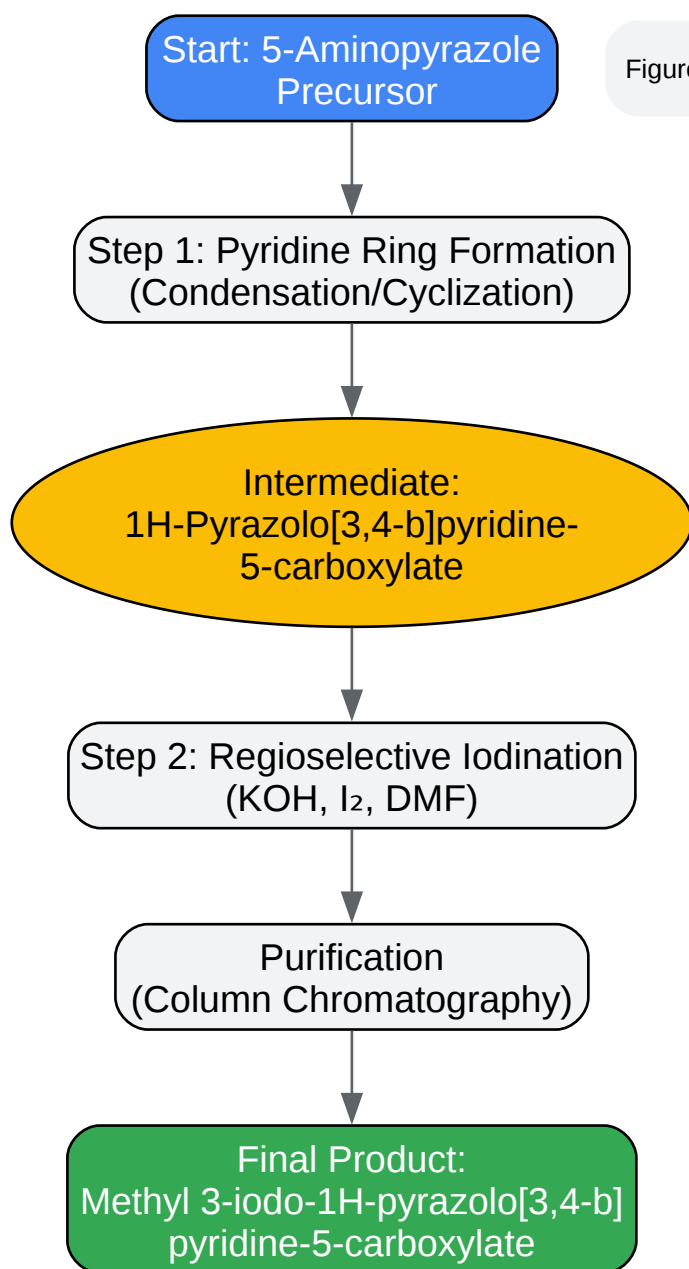 Start: 5-Aminopyrazole
Precursor
Figure
Step 1: Pyridine Ring Formation
(Condensation/Cyclization)
Intermediate:
1H-Pyrazolo[3,4-b]pyridine-
5-carboxylate
Step 2: Regioselective Iodination
(KOH, I₂, DMF)
Purification
(Column Chromatography)
Final Product:
Methyl 3-iodo-1H-pyrazolo[3,4-b]
pyridine-5-carboxylate